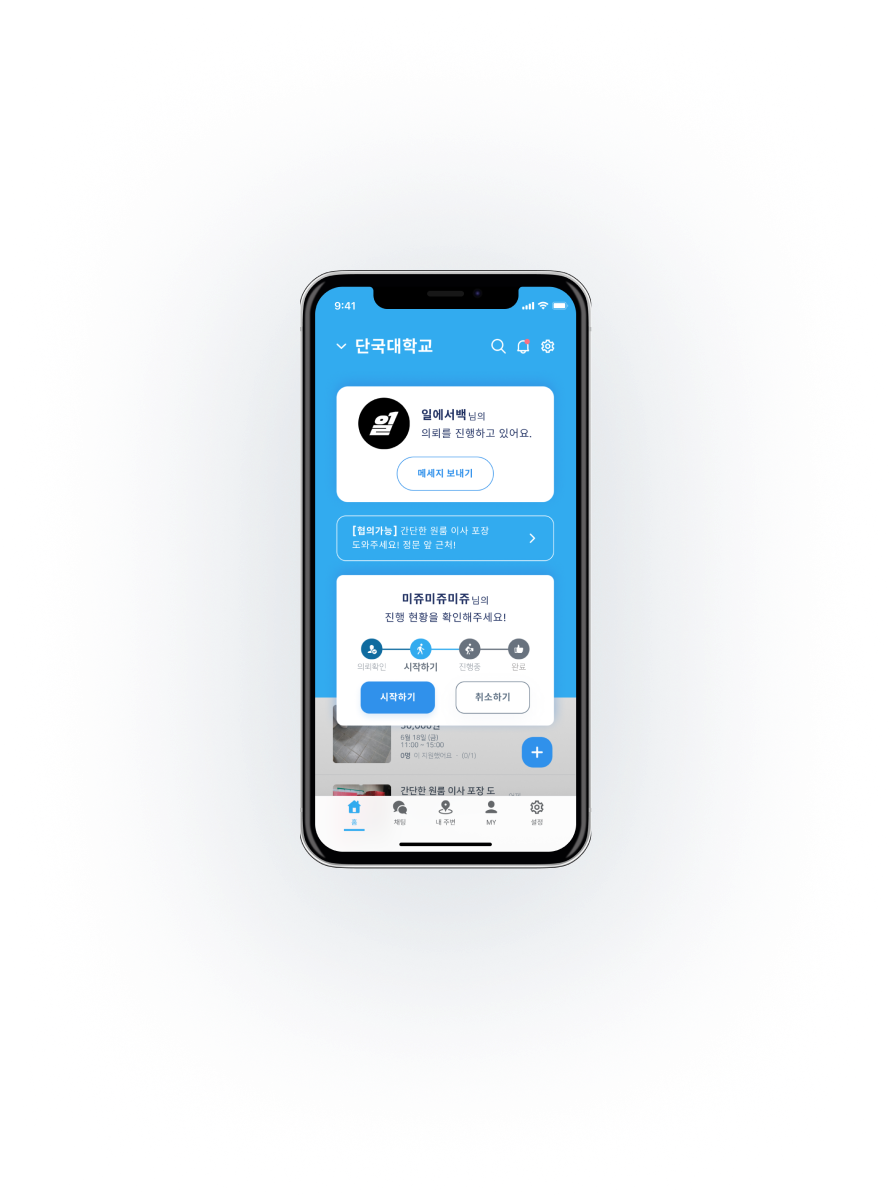 9:41
단국대학교
일
일에서백님의
의뢰를 진행하고 있어요.
메세지 보내기
[협의가능] 간단한 원룸 이사 포장
도와주세요! 정문 앞 근처!
미쥬미쥬미쥬님의
진행 현황을 확인해주세요!
의뢰확인 시작하기 진행중 완료
시작하기 취소하기
6월 18일 (금)
11:00 ~ 15:00
0명 이 지원했어요 · (0/1)
간단한 원룸 이사 포장 도
홈 채팅 내 주변 MY 설정